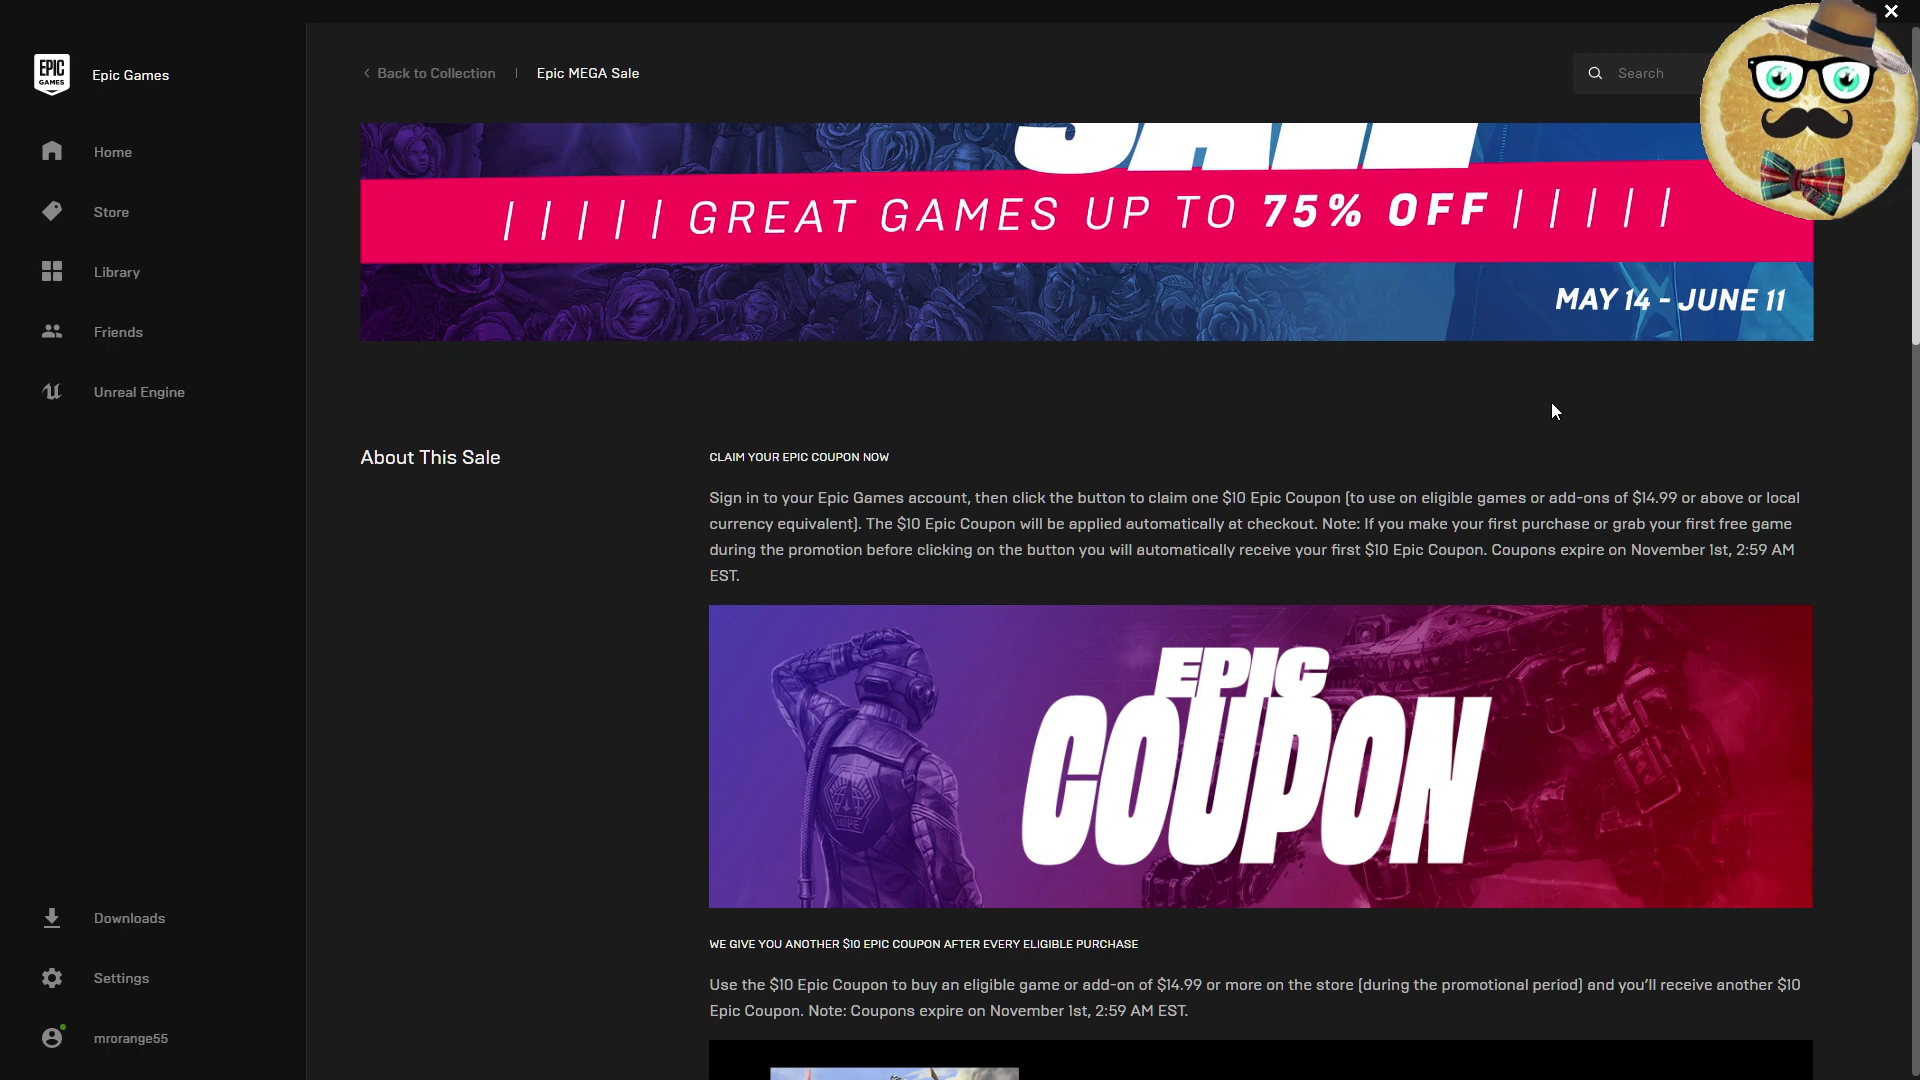 EPIC
GAMES
Epic Games
Back to Collection
Epic MEGA Sale
Search
Home
Store
Library
Friends
Unreal Engine
SALE
GREAT GAMES UP TO 75% OFF
MAY 14 - JUNE 11
About This Sale
CLAIM YOUR EPIC COUPON NOW
Sign in to your Epic Games account, then click the button to claim one $10 Epic Coupon (to use on eligible games or add-ons of $14.99 or above or local
currency equivalent). The $10 Epic Coupon will be applied automatically at checkout. Note: If you make your first purchase or grab your first free game
during the promotion before clicking on the button you will automatically receive your first $10 Epic Coupon. Coupons expire on November 1st, 2:59 AM
EST.
EPIC
COUPON
HOPE
WE GIVE YOU ANOTHER $10 EPIC COUPON AFTER EVERY ELIGIBLE PURCHASE
Use the $10 Epic Coupon to buy an eligible game or add-on of $14.99 or more on the store (during the promotional period) and you'll receive another $10
Epic Coupon. Note: Coupons expire on November 1st, 2:59 AM EST.
Downloads
Settings
mrorange55